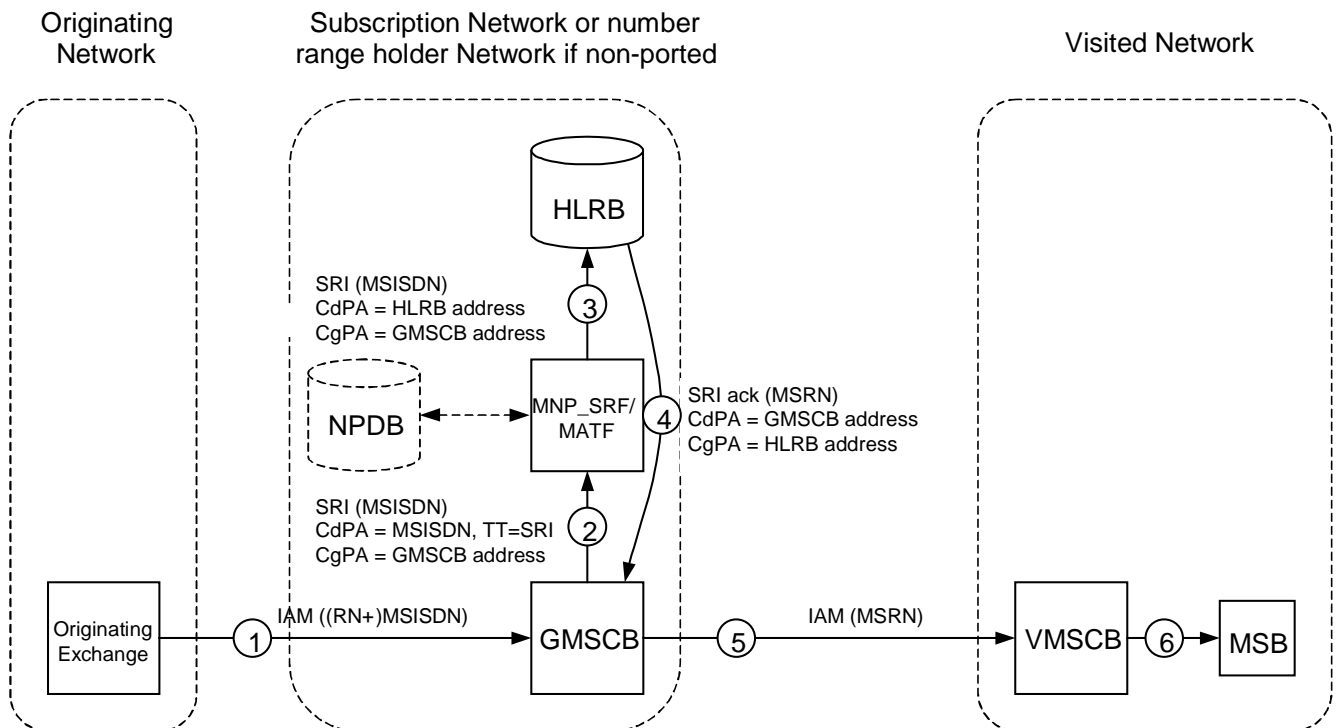 Originating
Network
Subscription Network or number
range holder Network if non-ported
Visited Network
HLRB
SRI (MSISDN)
CdPA = HLRB address
CgPA = GMSCB address
3
NPDB
MNP_SRF/
MATF
4
SRI ack (MSRN)
CdPA = GMSCB address
CgPA = HLRB address
SRI (MSISDN)
CdPA = MSISDN, TT=SRI
CgPA = GMSCB address
2
Originating
Exchange
1
IAM ((RN+)MSISDN)
GMSCB
5
IAM (MSRN)
VMSCB
6
MSB